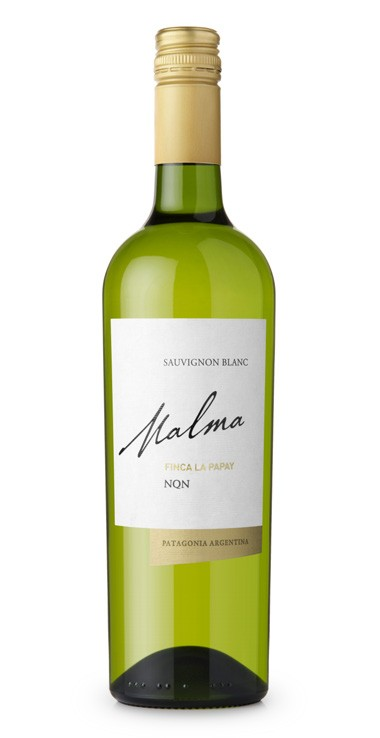 SAUVIGNON BLANC
Malma
FINCA LA PAPAY
NQN
PATAGONIA ARGENTINA